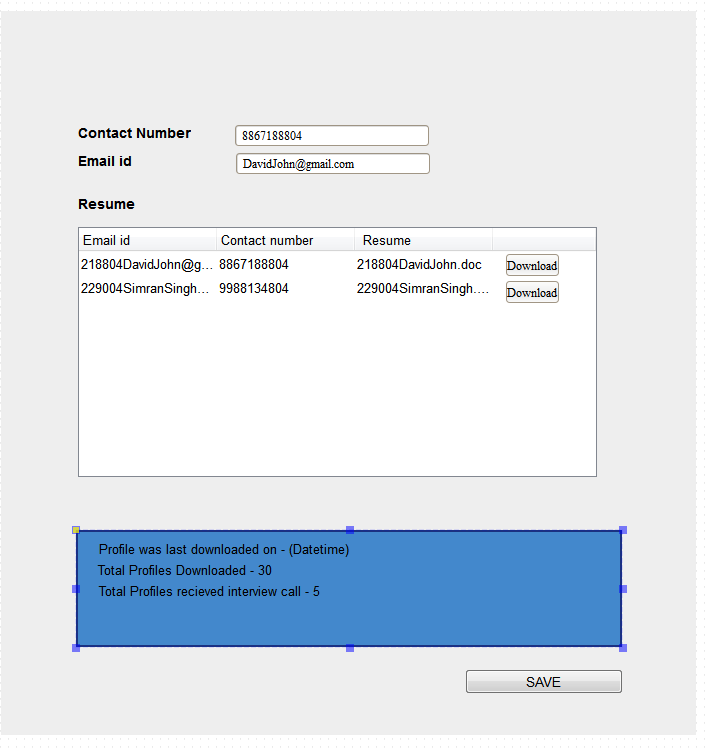 Contact Number 8867188804
Email id DavidJohn@gmail.com
Resume
Email id Contact number Resume
218804DavidJohn@g... 8867188804 218804DavidJohn.doc Download
229004SimranSingh... 9988134804 229004SimranSingh.... Download
Profile was last downloaded on - (Datetime)
Total Profiles Downloaded - 30
Total Profiles recieved interview call - 5
SAVE